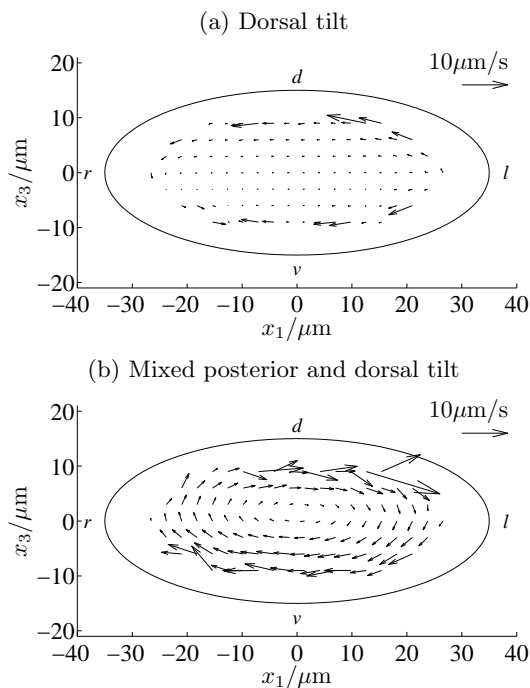 (a) Dorsal tilt
10μm/s
20
d
10
x₃/μm
0
r
l
−10
v
−20
−40 −30 −20 −10 0 10 20 30 40
x₁/μm
(b) Mixed posterior and dorsal tilt
10μm/s
20
d
10
x₃/μm
0
r
l
−10
v
−20
−40 −30 −20 −10 0 10 20 30 40
x₁/μm